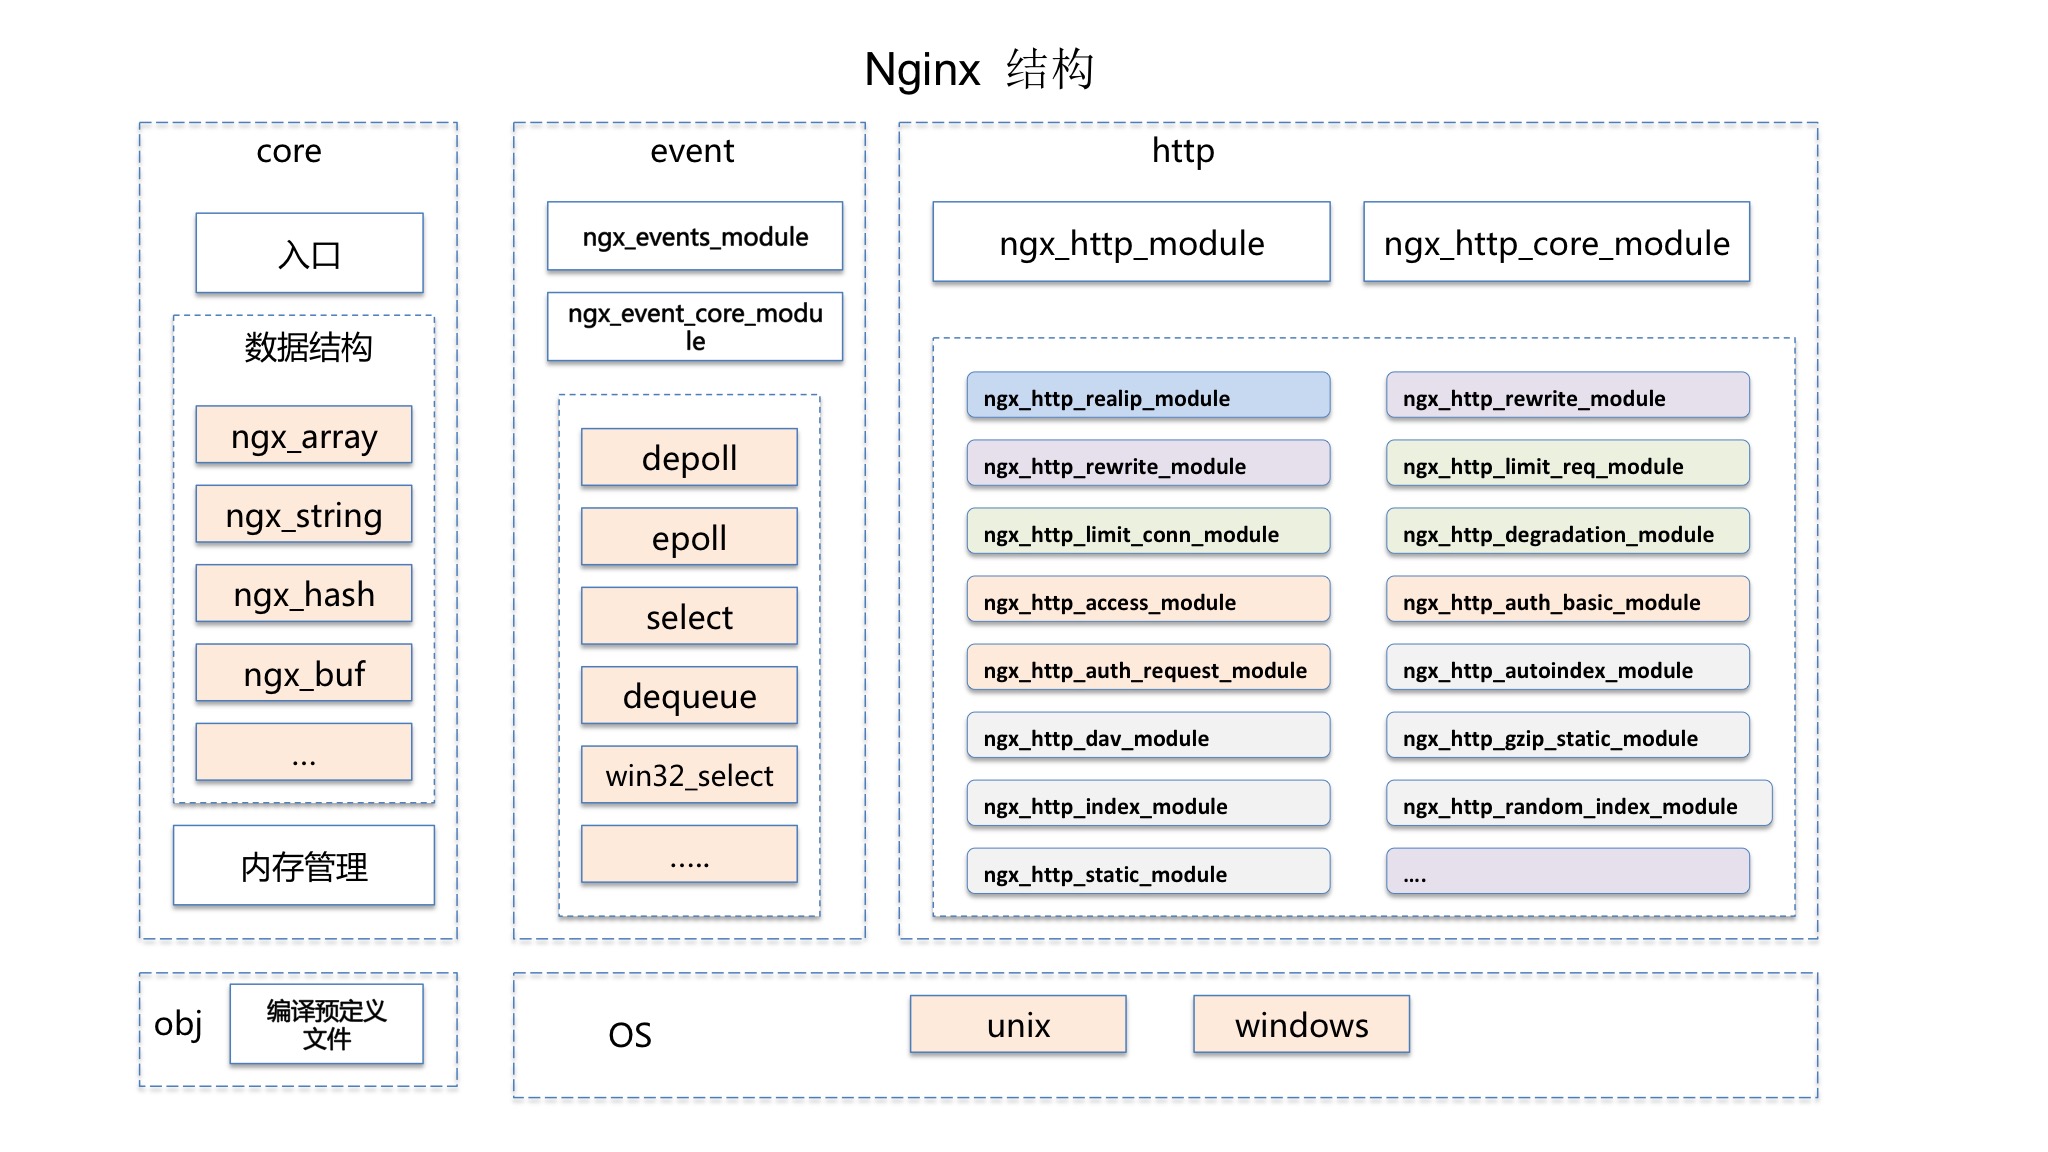 Nginx 结构
core
入口
数据结构
ngx_array
ngx_string
ngx_hash
ngx_buf
...
内存管理
event
ngx_events_module
ngx_event_core_modu
le
depoll
epoll
select
dequeue
win32_select
.....
http
ngx_http_module
ngx_http_core_module
ngx_http_realip_module
ngx_http_rewrite_module
ngx_http_rewrite_module
ngx_http_limit_req_module
ngx_http_limit_conn_module
ngx_http_degradation_module
ngx_http_access_module
ngx_http_auth_basic_module
ngx_http_auth_request_module
ngx_http_autoindex_module
ngx_http_dav_module
ngx_http_gzip_static_module
ngx_http_index_module
ngx_http_random_index_module
ngx_http_static_module
....
obj
编译预定义
文件
OS
unix
windows